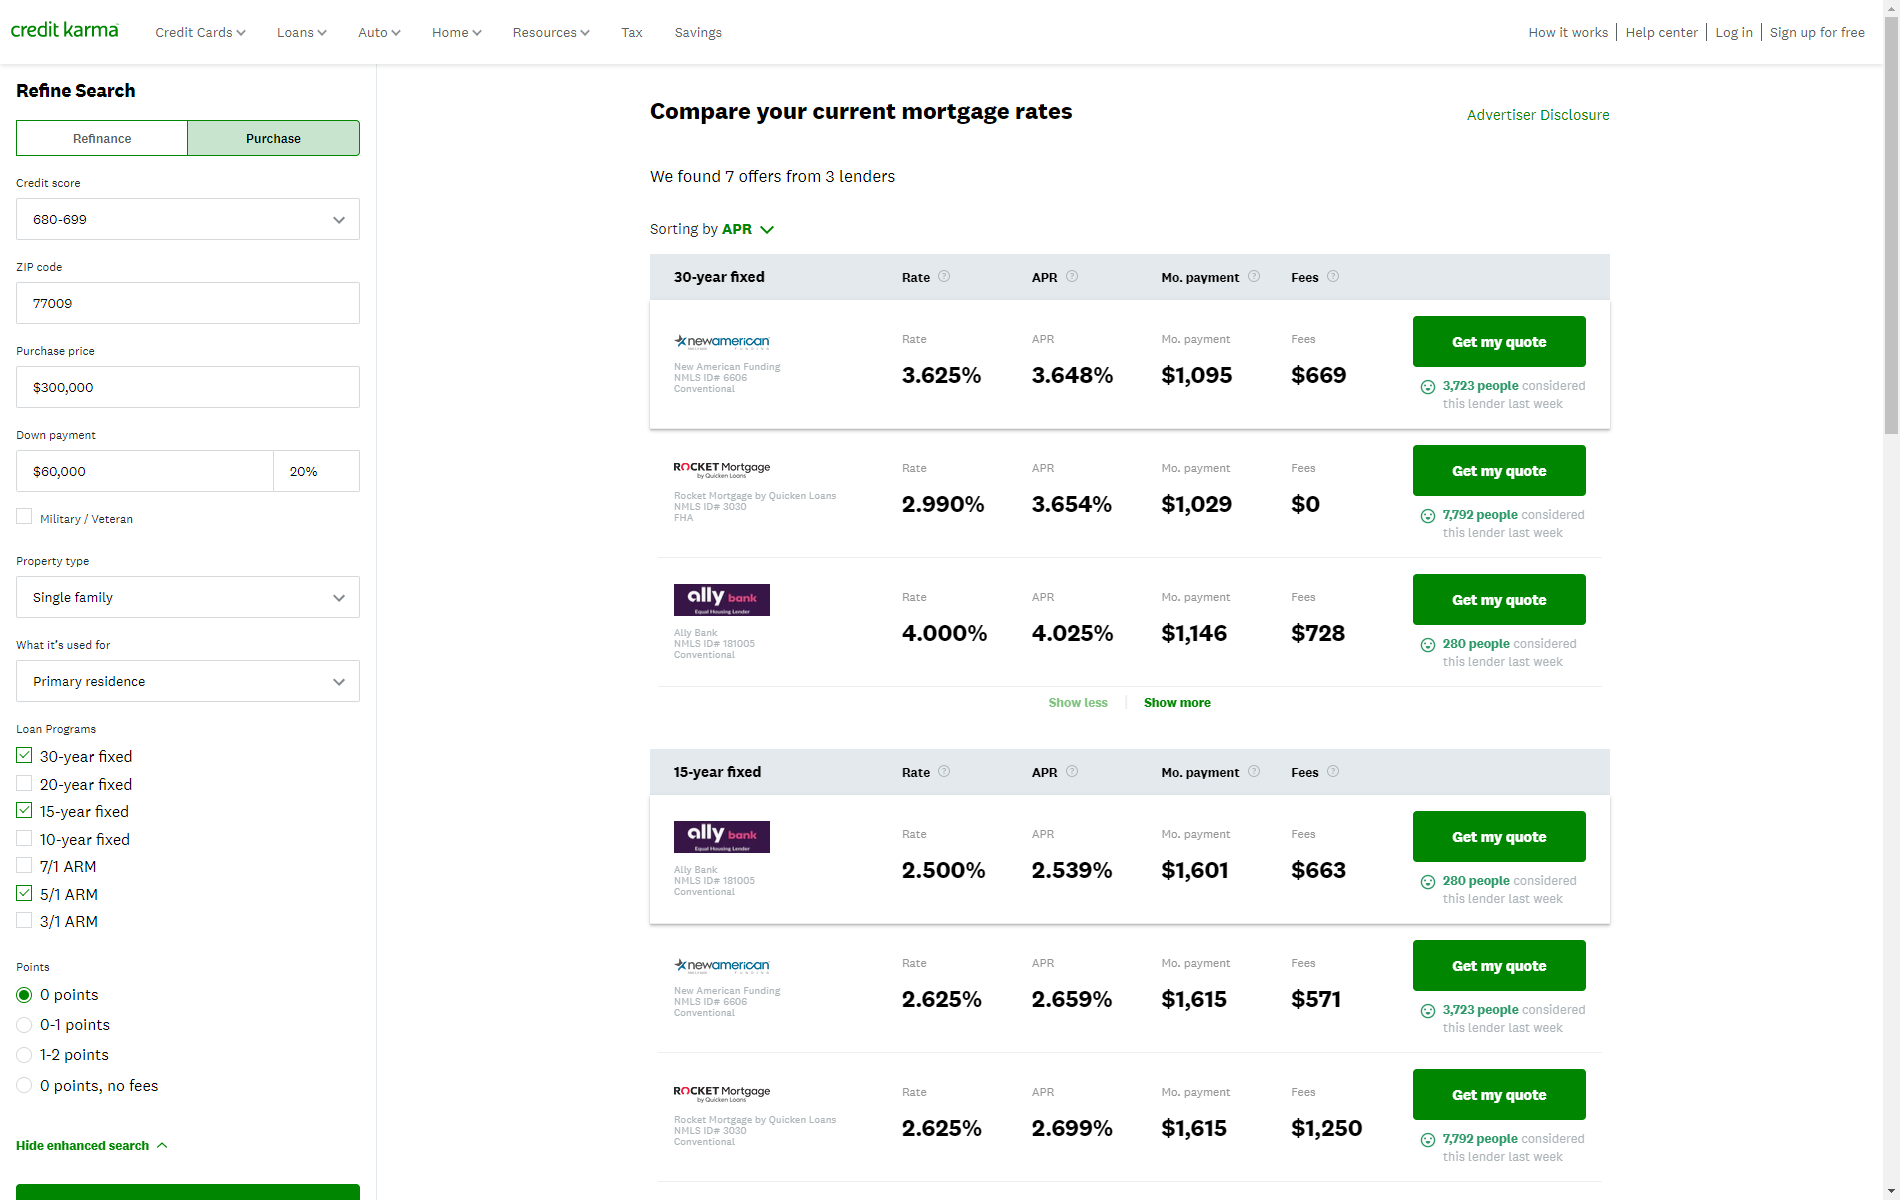 credit karma
Credit Cards
Loans
Auto
Home
Resources
Tax
Savings
How it works
Help center
Log in
Sign up for free
Refine Search
Refinance
Purchase
Credit score
680-699
ZIP code
77009
Purchase price
$300,000
Down payment
$60,000
20%
Military / Veteran
Property type
Single family
What it's used for
Primary residence
Loan Programs
30-year fixed
20-year fixed
15-year fixed
10-year fixed
7/1 ARM
5/1 ARM
3/1 ARM
Points
0 points
0-1 points
1-2 points
0 points, no fees
Hide enhanced search
Compare your current mortgage rates
Advertiser Disclosure
We found 7 offers from 3 lenders
Sorting by APR
30-year fixed Rate APR Mo. payment Fees
newamerican
FUNDING
New American Funding
NMLS ID# 6606
Conventional
Rate APR Mo. payment Fees
3.625% 3.648% $1,095 $669
Get my quote
3,723 people considered
this lender last week
ROCKET Mortgage
by Quicken Loans
Rocket Mortgage by Quicken Loans
NMLS ID# 3030
FHA
Rate APR Mo. payment Fees
2.990% 3.654% $1,029 $0
Get my quote
7,792 people considered
this lender last week
ally bank
Equal Housing Lender
Ally Bank
NMLS ID# 181005
Conventional
Rate APR Mo. payment Fees
4.000% 4.025% $1,146 $728
Get my quote
280 people considered
this lender last week
Show less
Show more
15-year fixed Rate APR Mo. payment Fees
ally bank
Equal Housing Lender
Ally Bank
NMLS ID# 181005
Conventional
Rate APR Mo. payment Fees
2.500% 2.539% $1,601 $663
Get my quote
280 people considered
this lender last week
newamerican
FUNDING
New American Funding
NMLS ID# 6606
Conventional
Rate APR Mo. payment Fees
2.625% 2.659% $1,615 $571
Get my quote
3,723 people considered
this lender last week
ROCKET Mortgage
by Quicken Loans
Rocket Mortgage by Quicken Loans
NMLS ID# 3030
Conventional
Rate APR Mo. payment Fees
2.625% 2.699% $1,615 $1,250
Get my quote
7,792 people considered
this lender last week